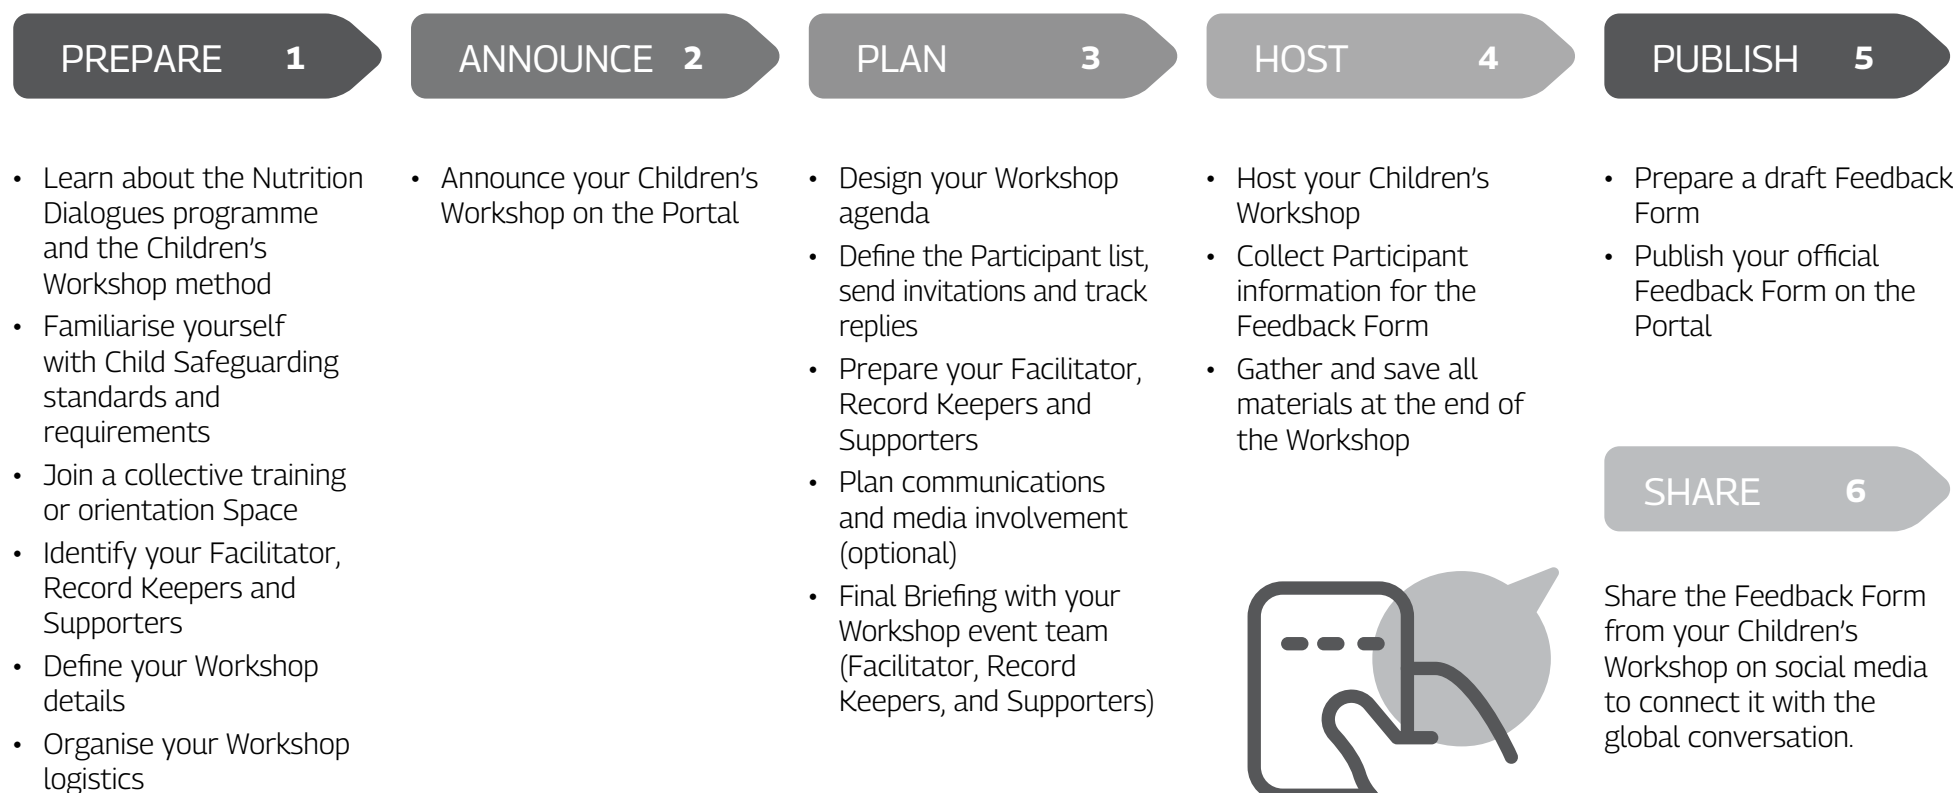 PREPARE 1
• Learn about the Nutrition
Dialogues programme
and the Children's
Workshop method
• Familiarise yourself
with Child Safeguarding
standards and
requirements
• Join a collective training
or orientation Space
• Identify your Facilitator,
Record Keepers and
Supporters
• Define your Workshop
details
• Organise your Workshop
logistics
ANNOUNCE 2
• Announce your Children's
Workshop on the Portal
PLAN 3
• Design your Workshop
agenda
• Define the Participant list,
send invitations and track
replies
• Prepare your Facilitator,
Record Keepers and
Supporters
• Plan communications
and media involvement
(optional)
• Final Briefing with your
Workshop event team
(Facilitator, Record
Keepers, and Supporters)
HOST 4
• Host your Children's
Workshop
• Collect Participant
information for the
Feedback Form
• Gather and save all
materials at the end of
the Workshop
PUBLISH 5
• Prepare a draft Feedback
Form
• Publish your official
Feedback Form on the
Portal
SHARE 6
Share the Feedback Form
from your Children's
Workshop on social media
to connect it with the
global conversation.